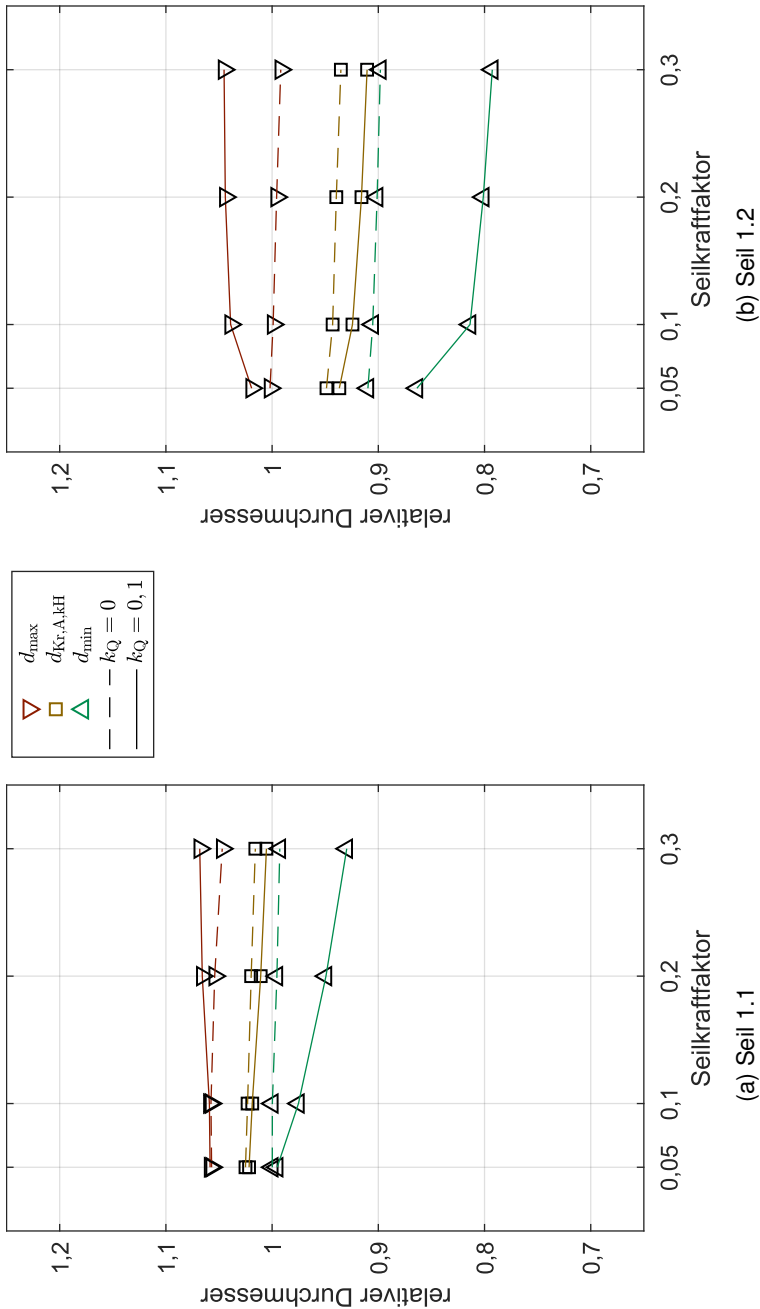 d_max
d_Kr,A,kH
d_min
k_Q = 0
k_Q = 0, 1
relativer Durchmesser
1,2
1,1
1
0,9
0,8
0,7
0,05
0,1
0,2
0,3
Seilkraftfaktor
(a) Seil 1.1
relativer Durchmesser
1,2
1,1
1
0,9
0,8
0,7
0,05
0,1
0,2
0,3
Seilkraftfaktor
(b) Seil 1.2